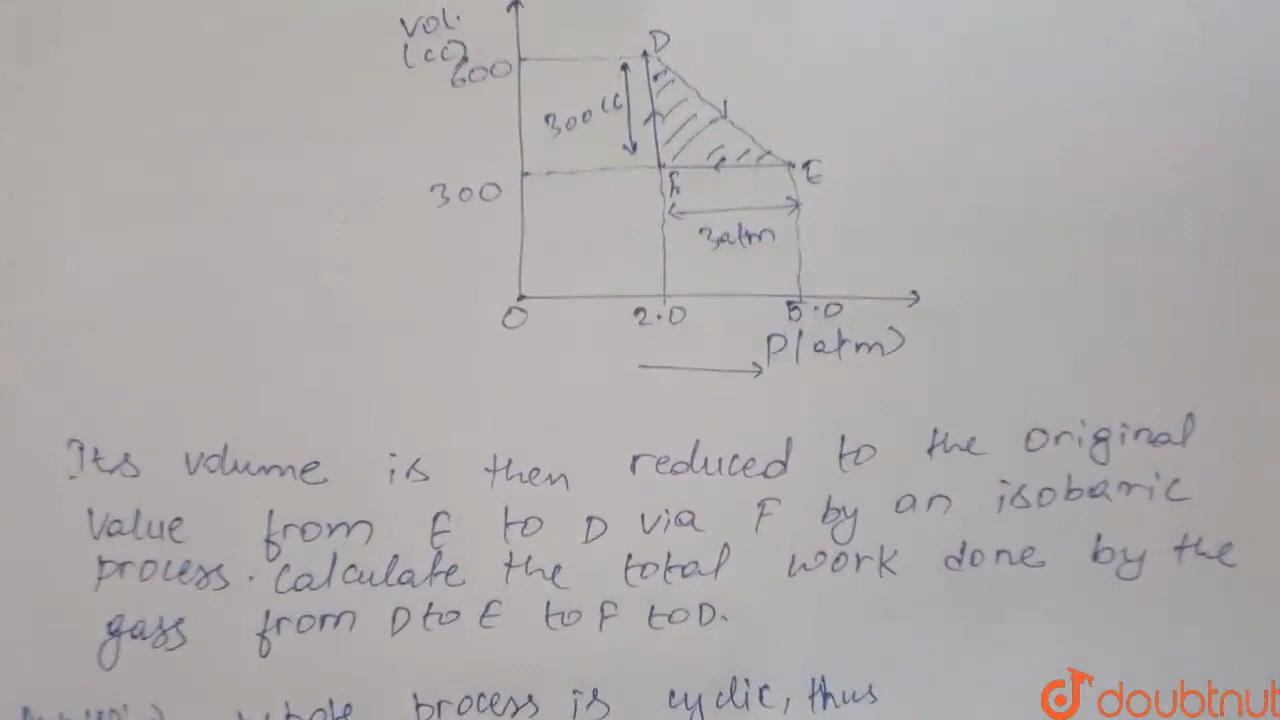 Vol.
(cc)
D
600
300 cc
300
F
E
3atm
0
2.0
5.0
P(atm)
Its volume is then reduced to the original
value from E to D via F by an isobaric
process. calculate the total work done by the
gass from D to E to F to D.
whole process is cyclic, thus
doubtnut